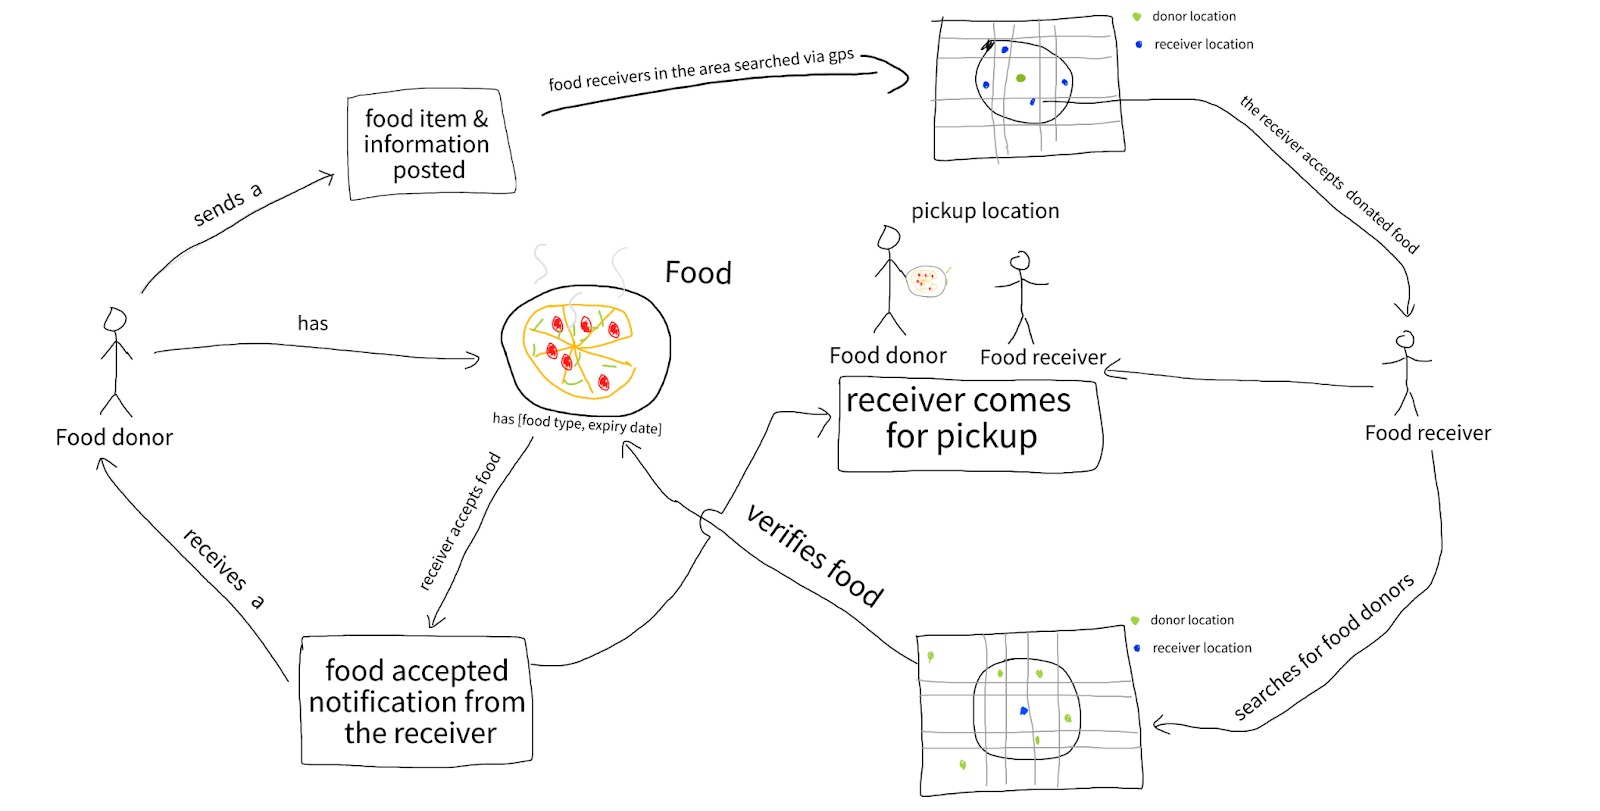 donor location
receiver location
food receivers in the area searched via gps
food item &
information
posted
the receiver accepts donated food
sends a
pickup location
Food
has
Food donor
Food receiver
receiver comes
for pickup
has [food type, expiry date]
Food donor
Food receiver
receiver accepts food
verifies food
receives a
searches for food donors
donor location
receiver location
food accepted
notification from
the receiver